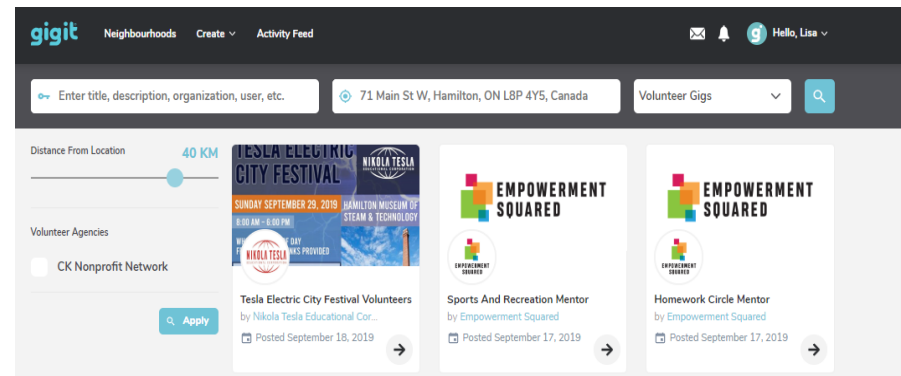 gigit
Neighbourhoods
Create
Activity Feed
Hello, Lisa
Enter title, description, organization, user, etc.
71 Main St W, Hamilton, ON L8P 4Y5, Canada
Volunteer Gigs
Distance From Location
40 KM
Volunteer Agencies
CK Nonprofit Network
Apply
TESLA ELECTRIC
CITY FESTIVAL
NIKOLA TESLA
EDUCATIONAL CORPORATION
SUNDAY SEPTEMBER 29, 2019
8:00 AM - 6:00 PM
HAMILTON MUSEUM OF
STEAM & TECHNOLOGY
DAY
NKS PROVIDED
NIKOLA TESLA
Tesla Electric City Festival Volunteers
by Nikola Tesla Educational Cor...
Posted September 18, 2019
EMPOWERMENT
SQUARED
EMPOWERMENT
SQUARED
Sports And Recreation Mentor
by Empowerment Squared
Posted September 17, 2019
EMPOWERMENT
SQUARED
EMPOWERMENT
SQUARED
Homework Circle Mentor
by Empowerment Squared
Posted September 17, 2019